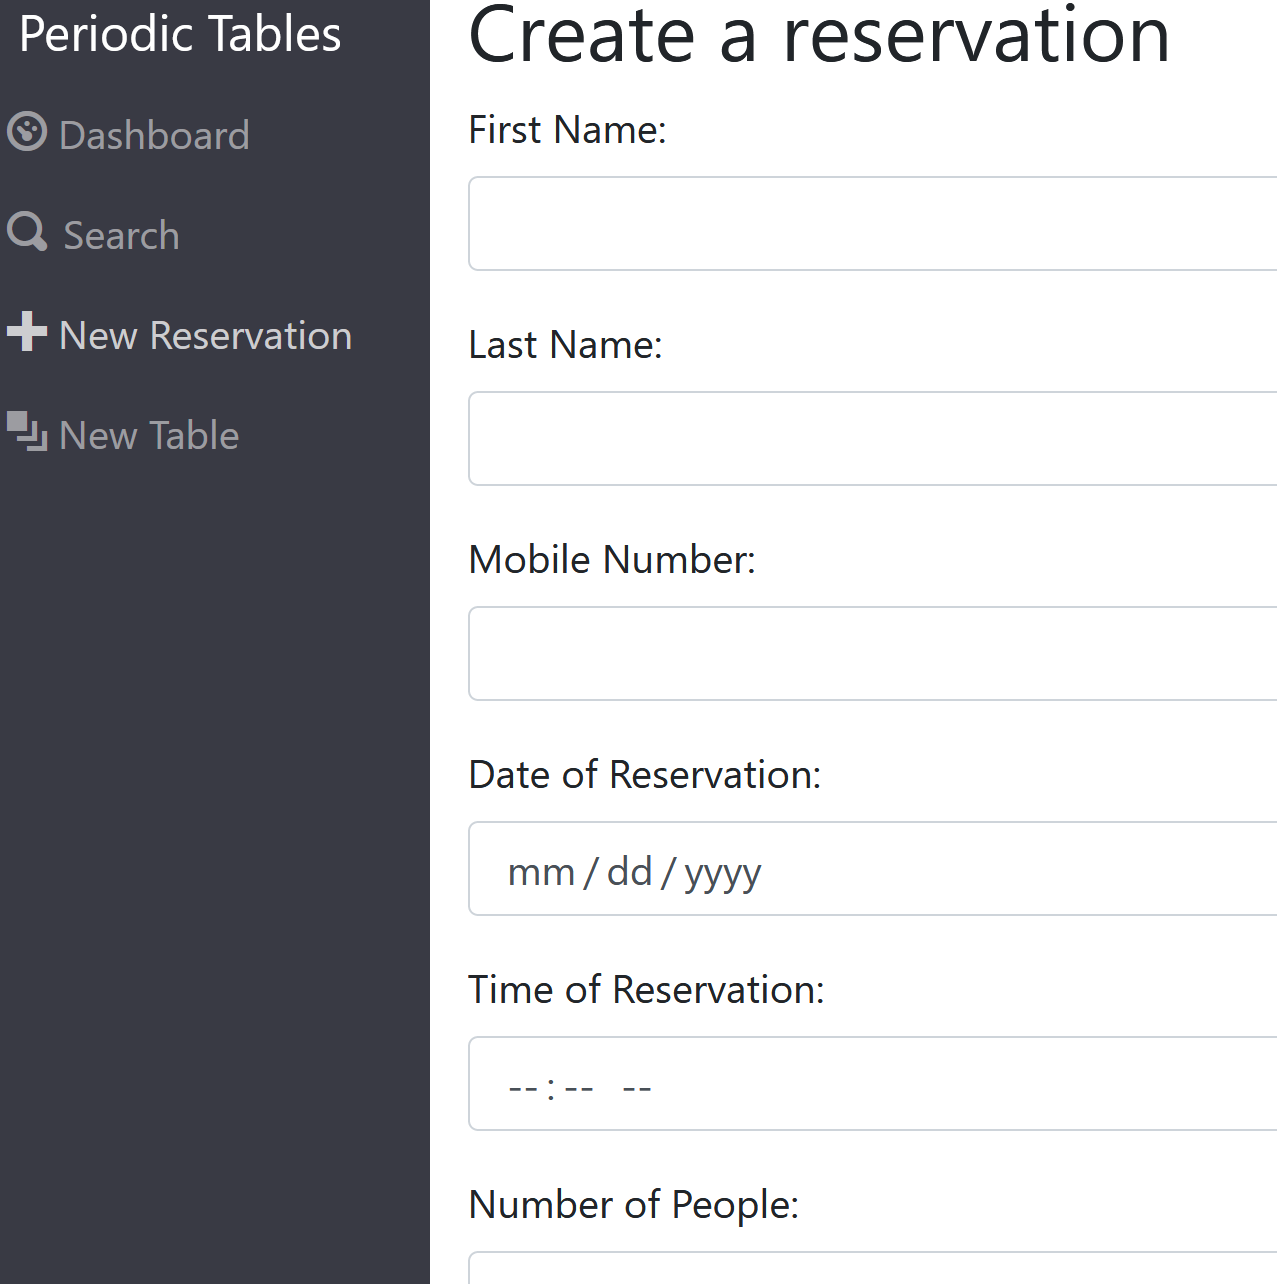 Periodic Tables
Dashboard
Search
New Reservation
New Table
Create a reservation
First Name:
Last Name:
Mobile Number:
Date of Reservation:
mm/dd/yyyy
Time of Reservation:
--:-- --
Number of People: